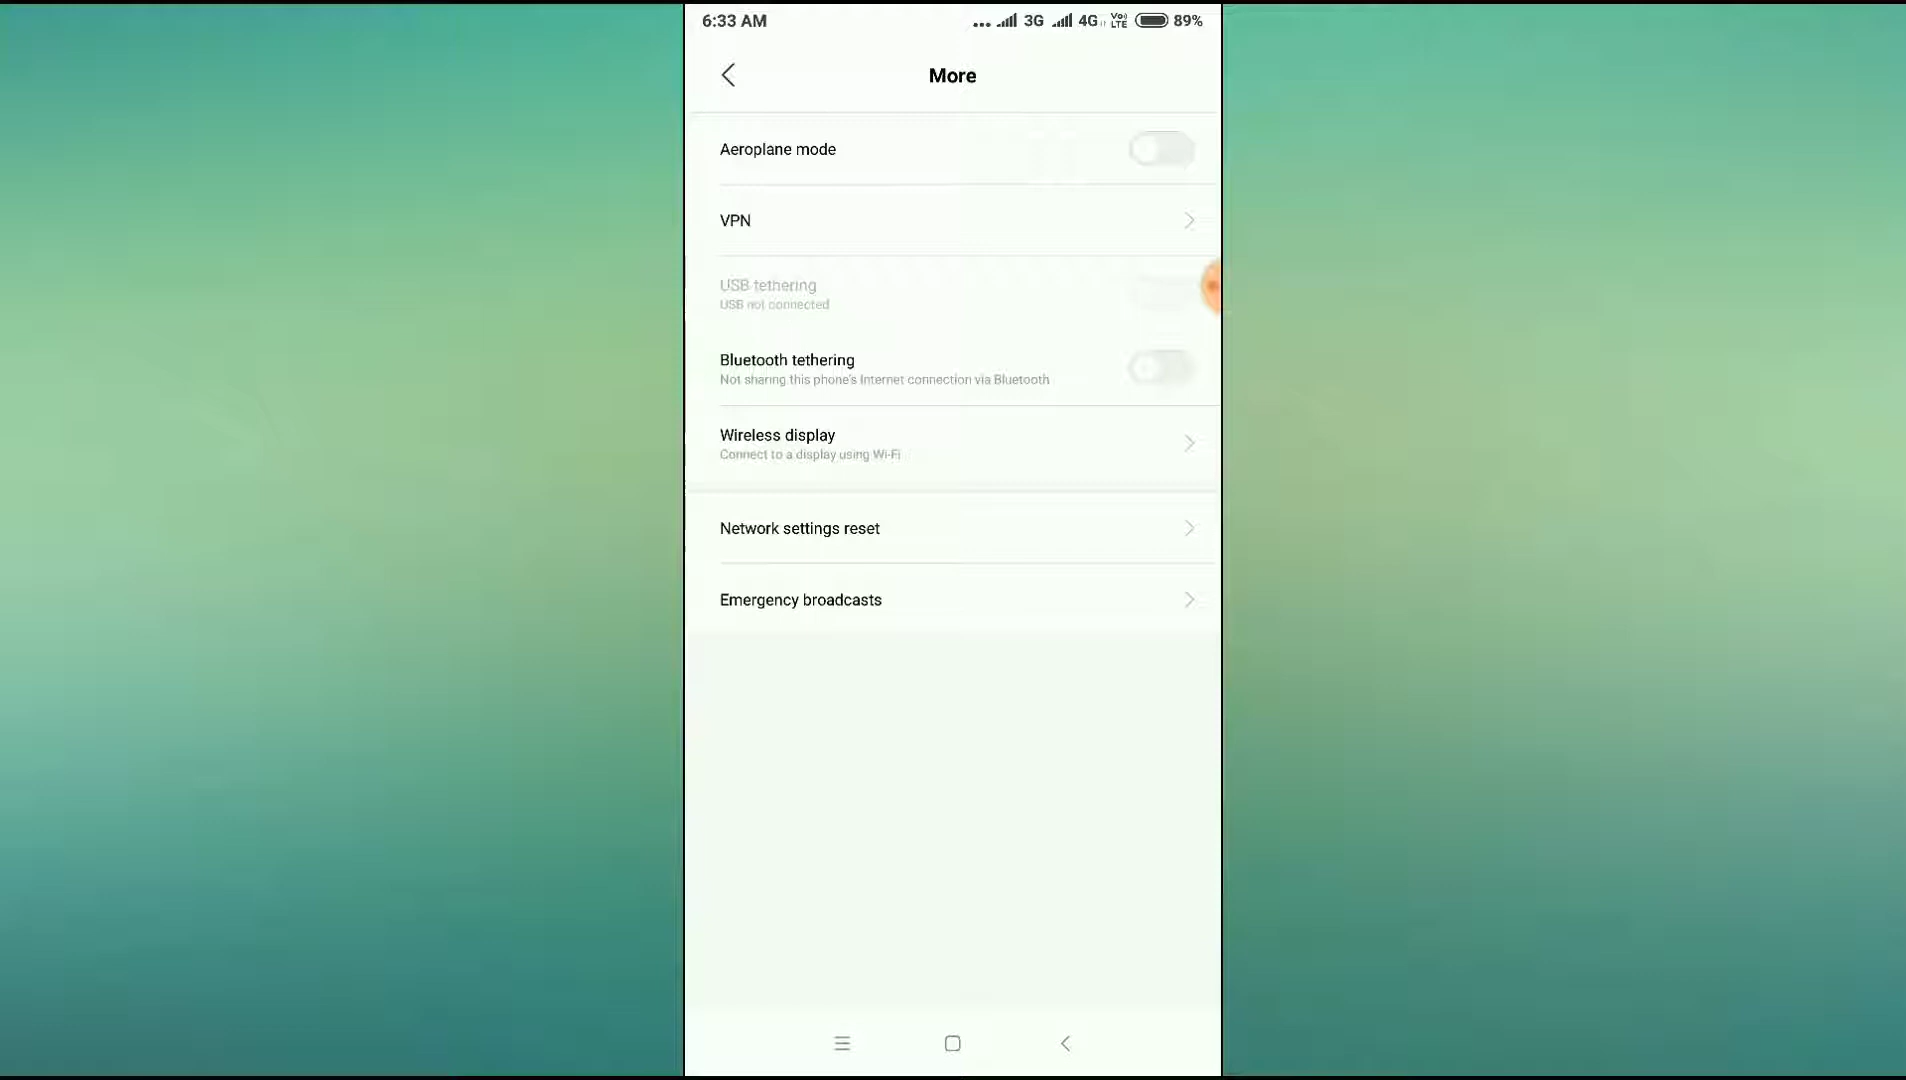 6:33 AM ... 3G 4G Vo) LTE 89%
More
Aeroplane mode
VPN
USB tethering
USB not connected
Bluetooth tethering
Not sharing this phone's Internet connection via Bluetooth
Wireless display
Connect to a display using Wi-Fi
Network settings reset
Emergency broadcasts